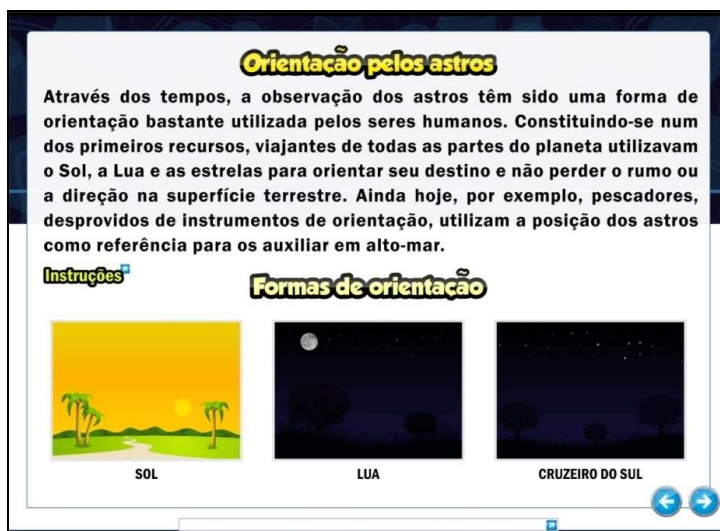 Orientação pelos astros
Através dos tempos, a observação dos astros têm sido uma forma de
orientação bastante utilizada pelos seres humanos. Constituindo-se num
dos primeiros recursos, viajantes de todas as partes do planeta utilizavam
o Sol, a Lua e as estrelas para orientar seu destino e não perder o rumo ou
a direção na superfície terrestre. Ainda hoje, por exemplo, pescadores,
desprovidos de instrumentos de orientação, utilizam a posição dos astros
como referência para os auxiliar em alto-mar.
Instruções
Formas de orientação
SOL
LUA
CRUZEIRO DO SUL